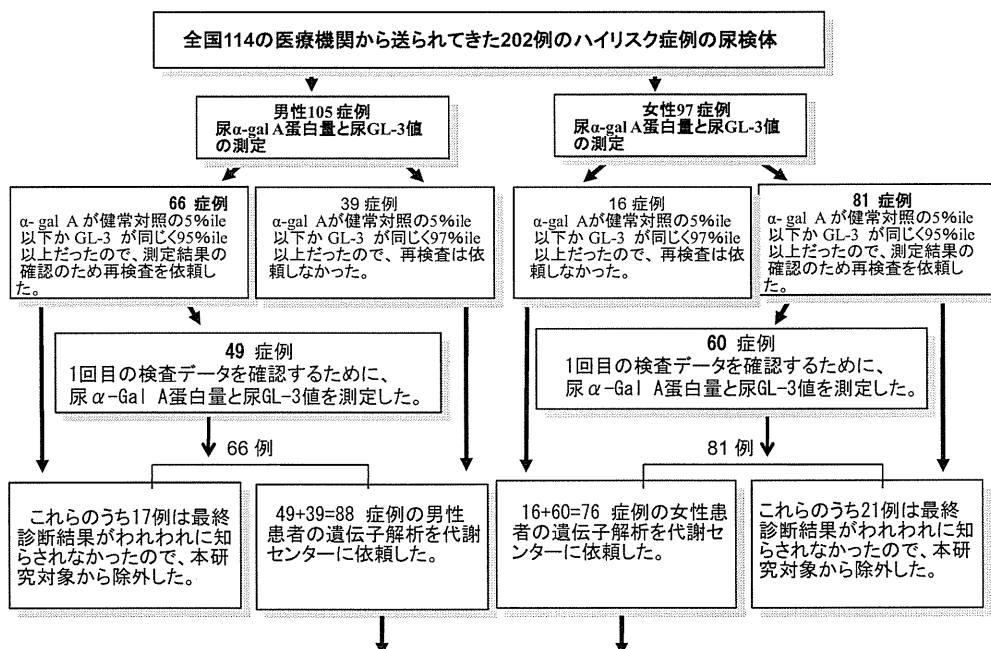 全国114の医療機関から送られてきた202例のハイリスク症例の尿検体
男性105 症例
尿α-gal A蛋白量と尿GL-3値
の測定
女性97 症例
尿α-gal A蛋白量と尿GL-3値
の測定
66 症例
α- gal A が健常対照の5%ile
以下か GL-3 が同じく95%ile
以上だったので、測定結果の
確認のため再検査を依頼し
た。
39 症例
α-gal Aが健常対照の5%ile
以下か GL-3 が同じく97%ile
以上だったので、再検査は依
頼しなかった。
16 症例
α-gal Aが健常対照の5%ile
以下か GL-3 が同じく97%ile
以上だったので、再検査は依
頼しなかった。
81 症例
α- gal A が健常対照の5%ile
以下か GL-3 が同じく95%ile
以上だったので、測定結果の
確認のため再検査を依頼し
た。
49 症例
1回目の検査データを確認するために、
尿α-Gal A蛋白量と尿GL-3値を測定した。
60 症例
1回目の検査データを確認するために、
尿α-Gal A蛋白量と尿GL-3値を測定した。
66 例
81 例
これらのうち17例は最終
診断結果がわれわれに知
らされなかったので、本研
究対象から除外した。
49+39=88 症例の男性
患者の遺伝子解析を代謝
センターに依頼した。
16+60=76 症例の女性患
者の遺伝子解析を代謝セ
ンターに依頼した。
これらのうち21例は最終
診断結果がわれわれに知
らされなかったので、本研
究対象から除外した。